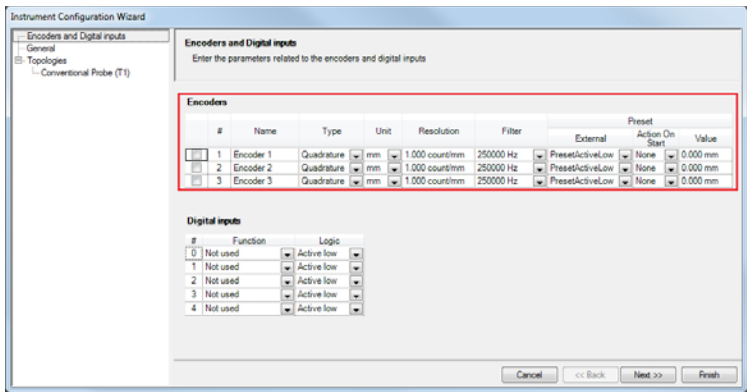 Instrument Configuration Wizard
Encoders and Digital inputs
General
Topologies
Conventional Probe (T1)
Encoders and Digital inputs
Enter the parameters related to the encoders and digital inputs
Encoders
Preset
# Name Type Unit Resolution Filter External Action On Start Value
1 Encoder 1 Quadrature mm 1.000 count/mm 250000 Hz PresetActiveLow None 0.000 mm
2 Encoder 2 Quadrature mm 1.000 count/mm 250000 Hz PresetActiveLow None 0.000 mm
3 Encoder 3 Quadrature mm 1.000 count/mm 250000 Hz PresetActiveLow None 0.000 mm
Digital inputs
# Function Logic
0 Not used Active low
1 Not used Active low
2 Not used Active low
3 Not used Active low
4 Not used Active low
Cancel << Back Next >> Finish